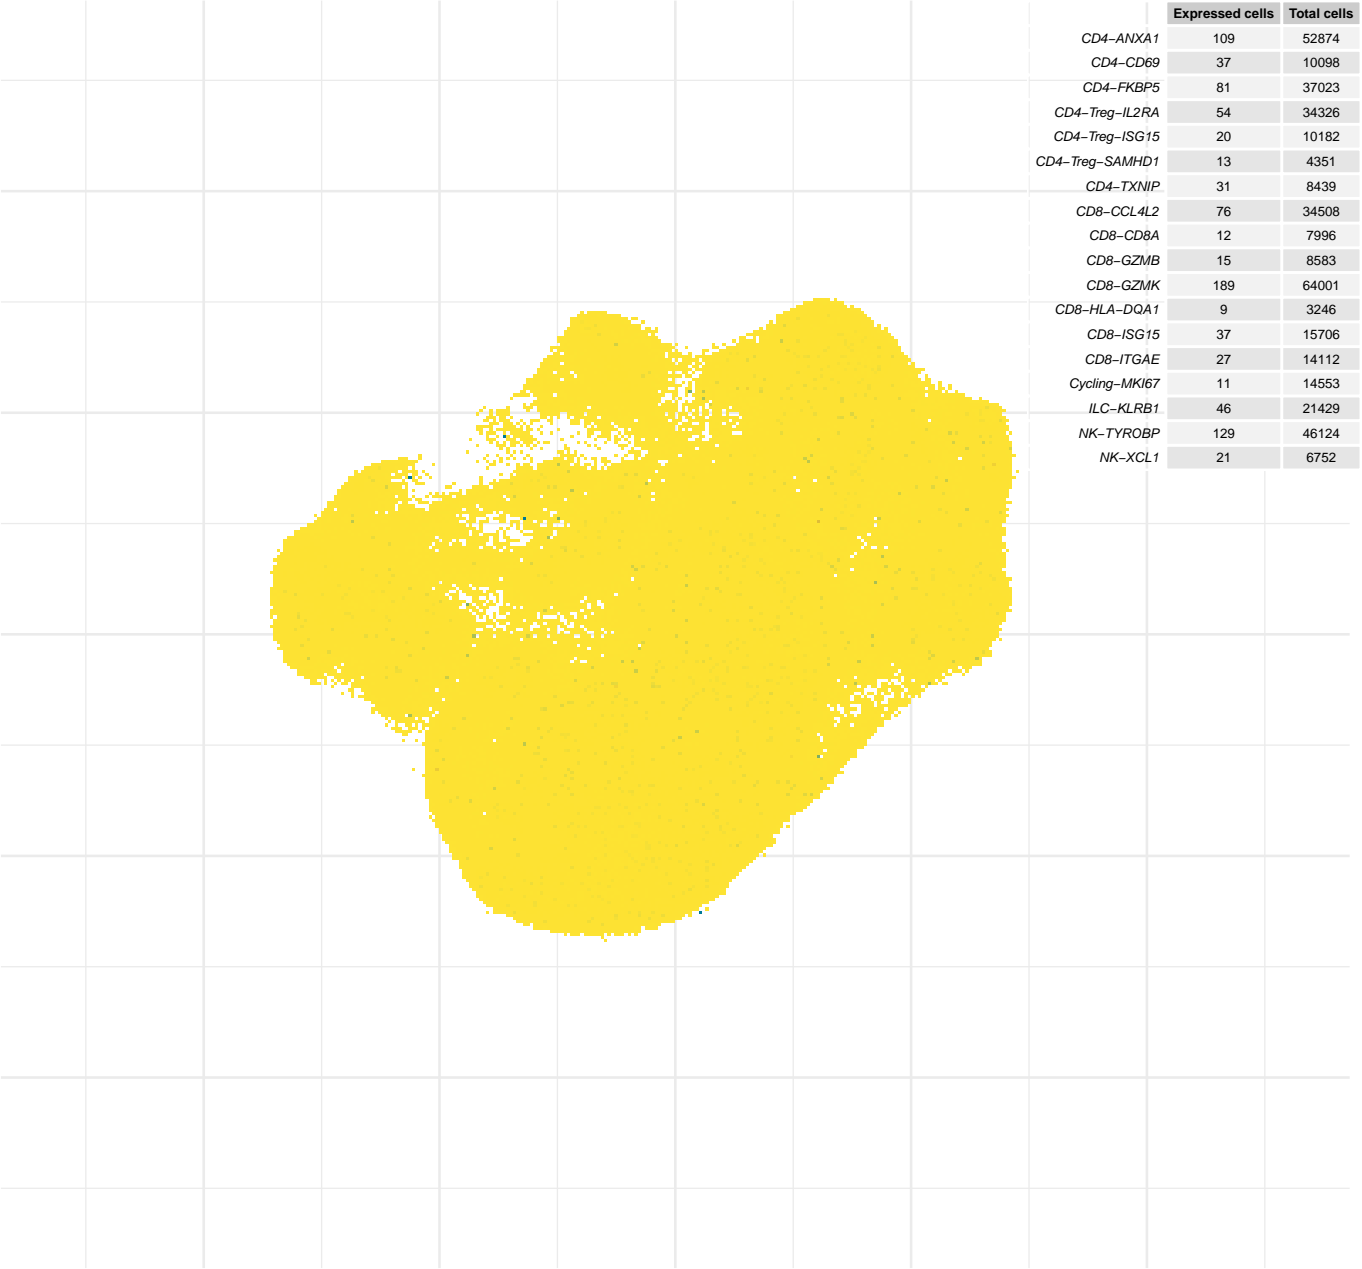 Expressed cells Total cells
CD4−ANXA1 109 52874
CD4−CD69 37 10098
CD4−FKBP5 81 37023
CD4−Treg−IL2RA 54 34326
CD4−Treg−ISG15 20 10182
CD4−Treg−SAMHD1 13 4351
CD4−TXNIP 31 8439
CD8−CCL4L2 76 34508
CD8−CD8A 12 7996
CD8−GZMB 15 8583
CD8−GZMK 189 64001
CD8−HLA−DQA1 9 3246
CD8−ISG15 37 15706
CD8−ITGAE 27 14112
Cycling−MKI67 11 14553
ILC−KLRB1 46 21429
NK−TYROBP 129 46124
NK−XCL1 21 6752